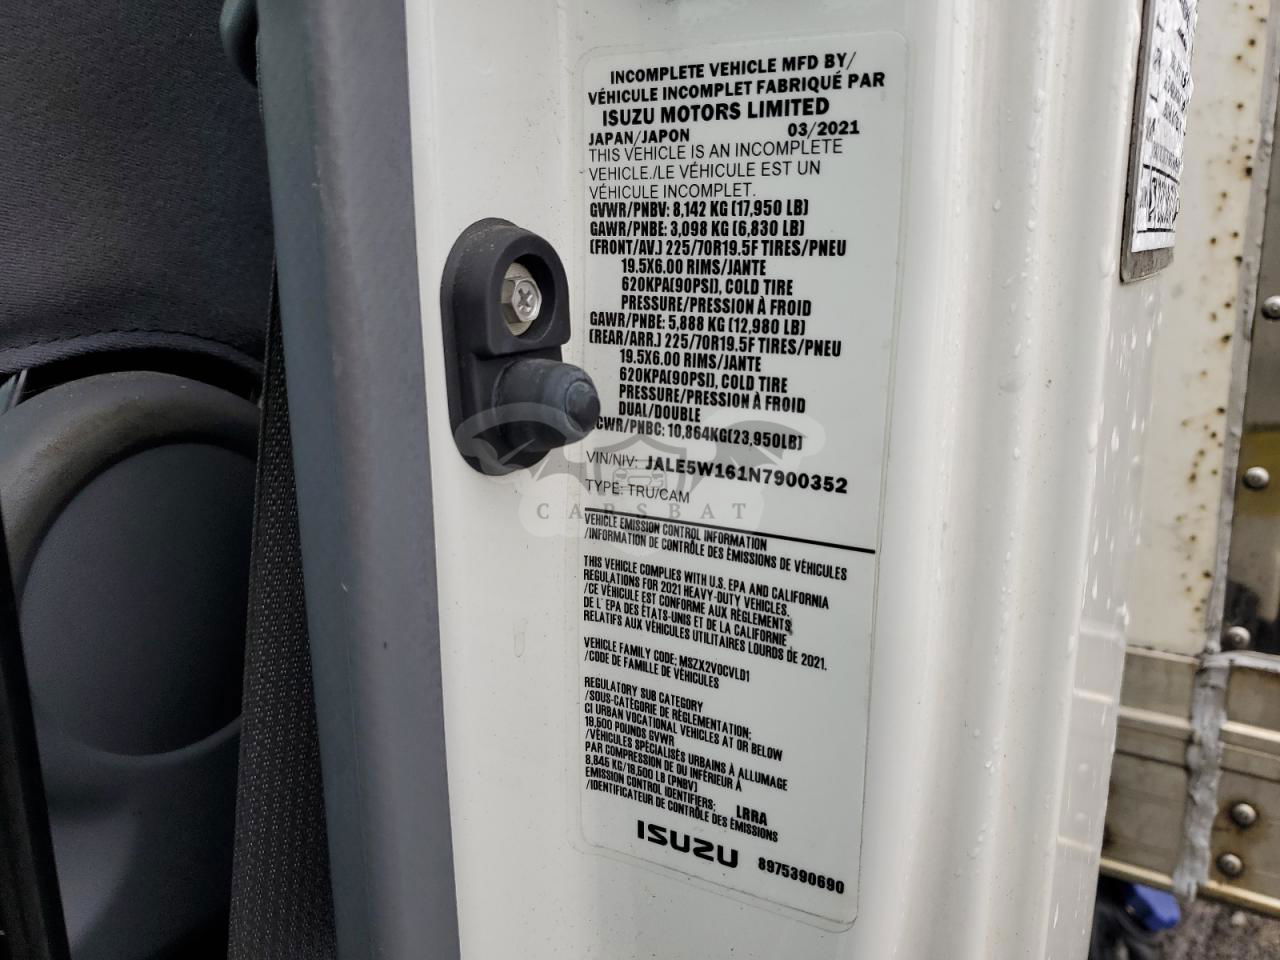 INCOMPLETE VEHICLE MFD BY/
VÉHICULE INCOMPLET FABRIQUÉ PAR
ISUZU MOTORS LIMITED
JAPAN/JAPON 03/2021
THIS VEHICLE IS AN INCOMPLETE
VEHICLE./LE VÉHICULE EST UN
VÉHICULE INCOMPLET.
GVWR/PNBV: 8,142 KG (17,950 LB)
GAWR/PNBE: 3,098 KG (6,830 LB)
(FRONT/AV.) 225/70R19.5F TIRES/PNEU
19.5X6.00 RIMS/JANTE
620KPA(90PSI), COLD TIRE
PRESSURE/PRESSION À FROID
GAWR/PNBE: 5,888 KG (12,980 LB)
(REAR/ARR.) 225/70R19.5F TIRES/PNEU
19.5X6.00 RIMS/JANTE
620KPA(90PSI), COLD TIRE
PRESSURE/PRESSION À FROID
DUAL/DOUBLE
CWR/PNBC: 10,864KG(23,950LB)
VIN/NIV: JALE5W161N7900352
TYPE: TRU/CAM
CARSBAT
VEHICLE EMISSION CONTROL INFORMATION
/INFORMATION DE CONTRÔLE DES ÉMISSIONS DE VÉHICULES
THIS VEHICLE COMPLIES WITH U.S. EPA AND CALIFORNIA
REGULATIONS FOR 2021 HEAVY-DUTY VEHICLES.
/CE VÉHICULE EST CONFORME AUX RÈGLEMENTS
DE L'EPA DES ÉTATS-UNIS ET DE LA CALIFORNIE
RELATIFS AUX VÉHICULES UTILITAIRES LOURDS DE 2021.
VEHICLE FAMILY CODE: MSZX2VOCVLD1
/CODE DE FAMILLE DE VÉHICULES
REGULATORY SUB CATEGORY
/SOUS-CATÉGORIE DE RÉGLEMENTATION:
CI URBAN VOCATIONAL VEHICLES AT OR BELOW
19,500 POUNDS GVWR
/VÉHICULES SPÉCIALISÉS URBAINS À ALLUMAGE
PAR COMPRESSION DE OU INFÉRIEUR À
8,845 KG/19,500 LB (PNBV)
EMISSION CONTROL IDENTIFIERS: LRRA
/IDENTIFICATEUR DE CONTRÔLE DES ÉMISSIONS
ISUZU 8975390690